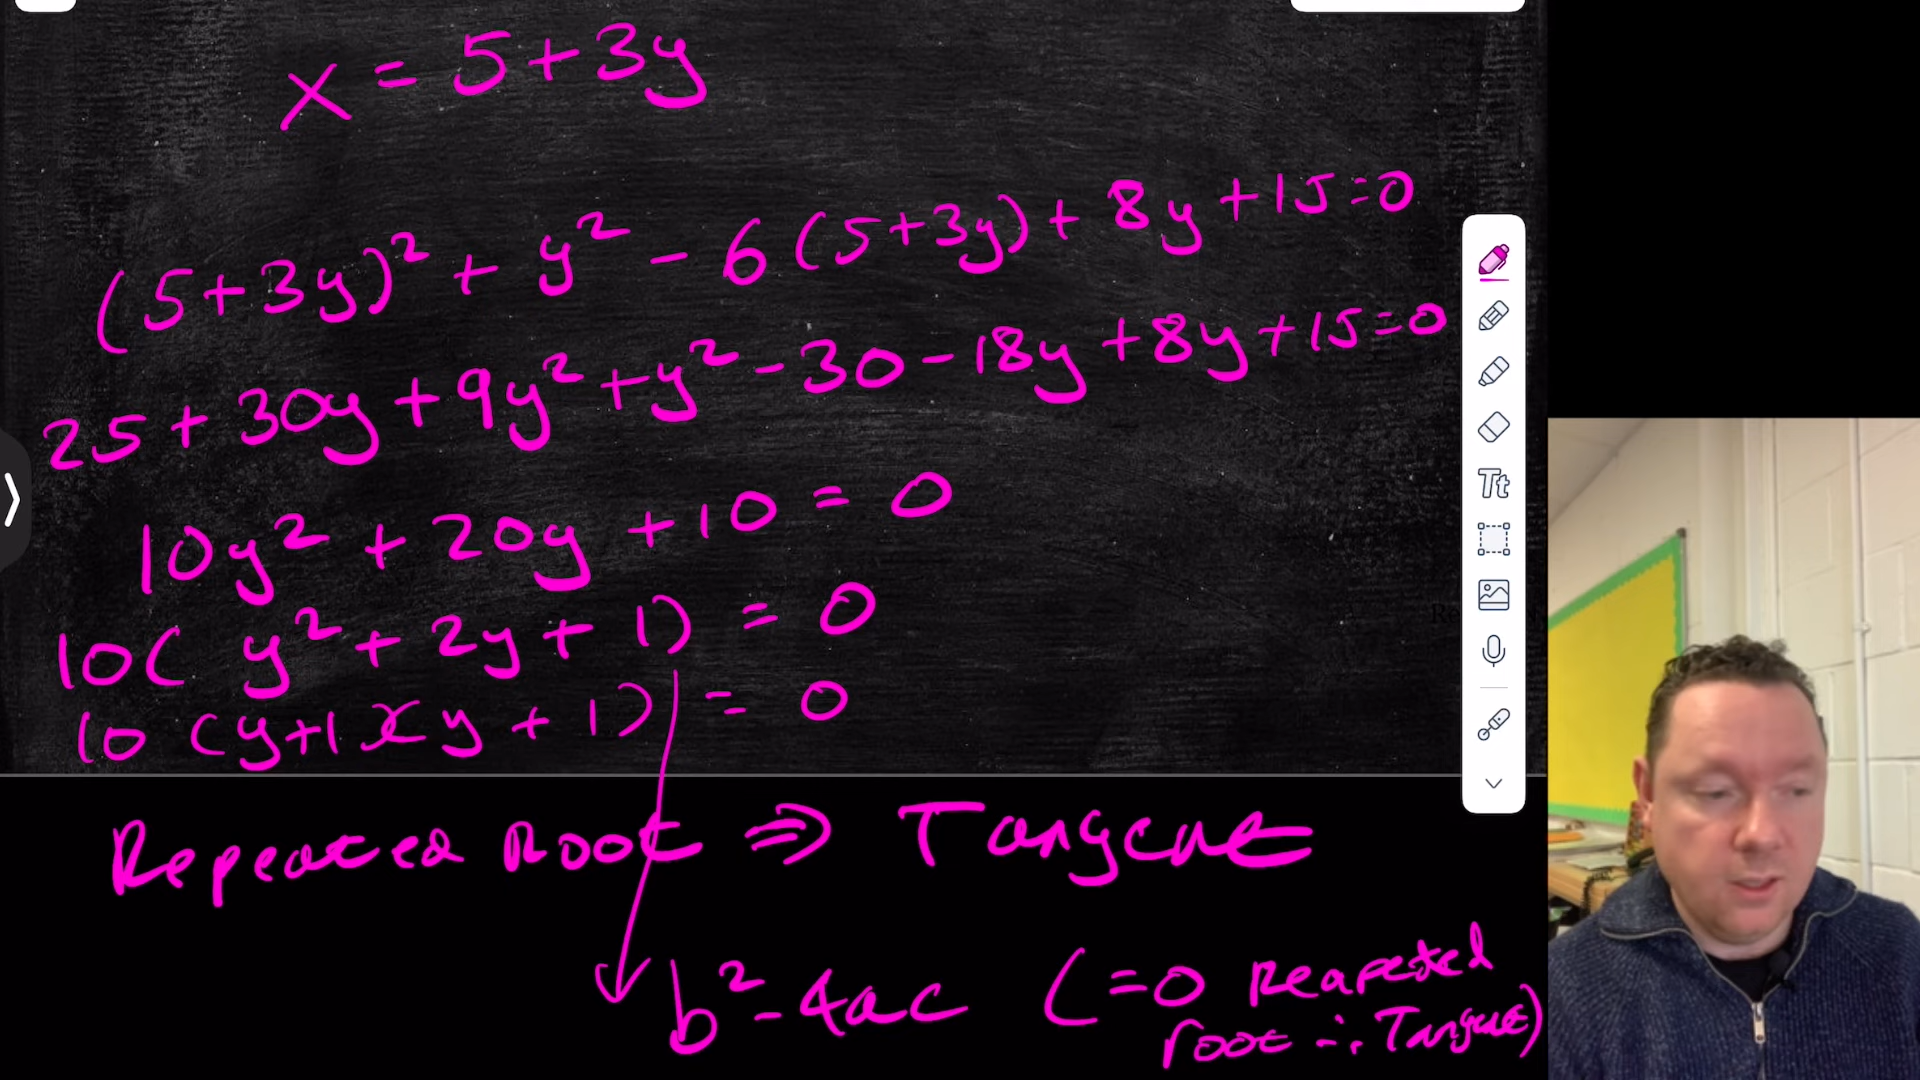 x = 5+3y
(5+3y)² + y² - 6(5+3y) + 8y + 15 = 0
25 + 30y + 9y² + y² - 30 - 18y + 8y + 15 = 0
10y² + 20y + 10 = 0
10(y² + 2y + 1) = 0
10(y+1)(y+1) = 0
Repeated Root ⇒ Tangent
b² - 4ac (=0 Reapeted
root ∴ Tangent)
Tt